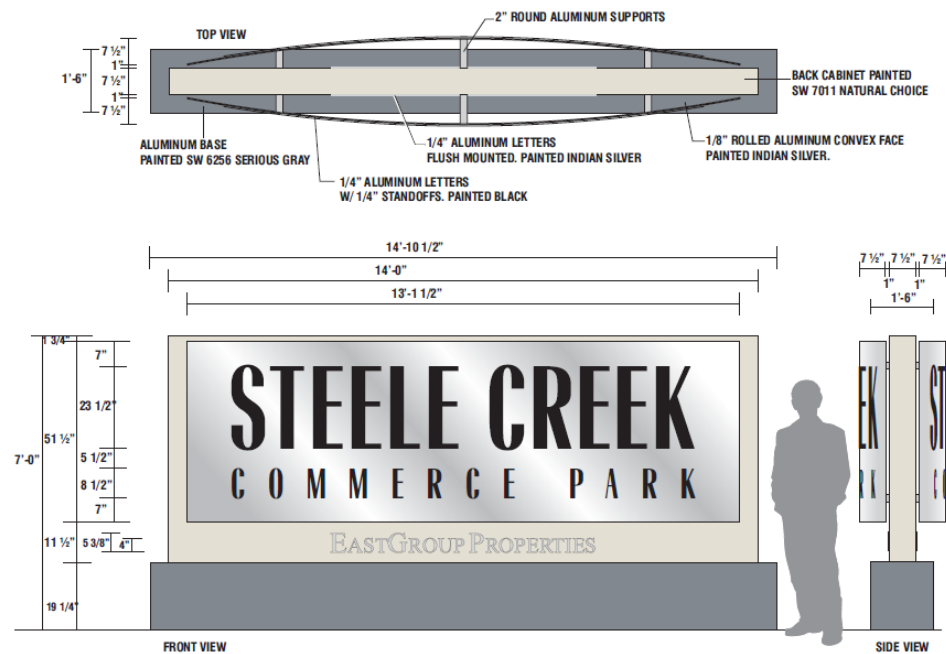 2” ROUND ALUMINUM SUPPORTS
TOP VIEW
7 ½”
1”
1’-6”
7 ½”
1”
7 ½”
BACK CABINET PAINTED
SW 7011 NATURAL CHOICE
ALUMINUM BASE
PAINTED SW 6256 SERIOUS GRAY
1/4” ALUMINUM LETTERS
FLUSH MOUNTED. PAINTED INDIAN SILVER
1/8” ROLLED ALUMINUM CONVEX FACE
PAINTED INDIAN SILVER.
1/4” ALUMINUM LETTERS
W/ 1/4” STANDOFFS. PAINTED BLACK
14’-10 1/2”
14’-0”
13’-1 1/2”
7 ½” 7 ½” 7 ½”
1” 1”
1’-6”
1 3/4”
7”
23 1/2”
51 ½”
7’-0”
5 1/2”
8 1/2”
7”
11 ½” 5 3/8” 4”
19 1/4”
STEELE CREEK
COMMERCE PARK
EASTGROUP PROPERTIES
EK ST
RK CO
FRONT VIEW
SIDE VIEW